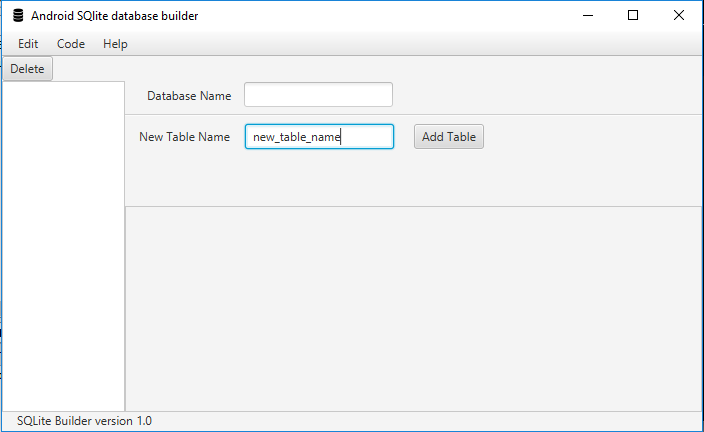 Android SQlite database builder
Edit Code Help
Delete
Database Name
New Table Name new_table_name Add Table
SQLite Builder version 1.0